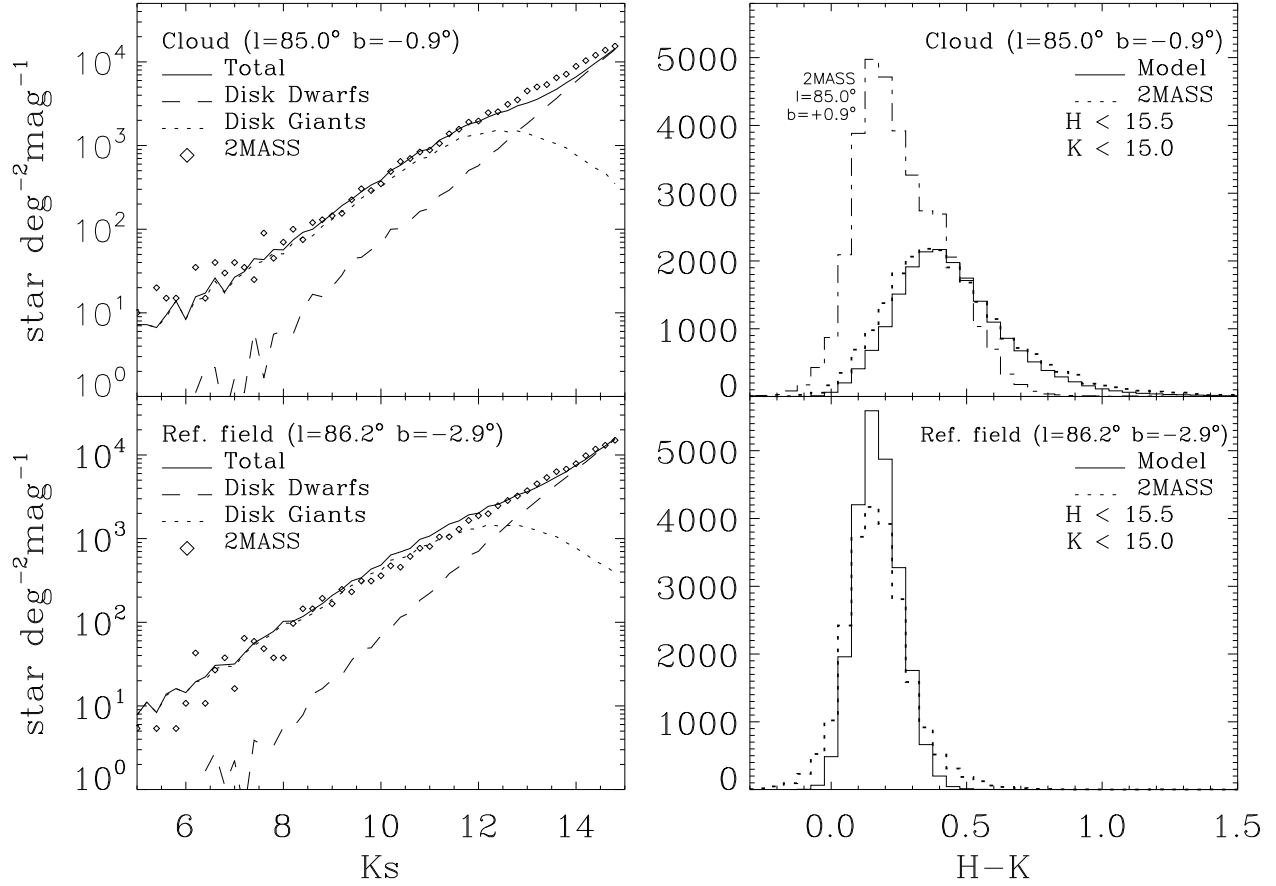 Cloud (l=85.0° b=−0.9°)
Total
Disk Dwarfs
Disk Giants
2MASS
10⁴
10³
10²
10¹
10⁰
star deg⁻²mag⁻¹
Cloud (l=85.0° b=−0.9°)
Model
2MASS
H < 15.5
K < 15.0
2MASS
l=85.0°
b=+0.9°
5000
4000
3000
2000
1000
0
Ref. field (l=86.2° b=−2.9°)
Total
Disk Dwarfs
Disk Giants
2MASS
10⁴
10³
10²
10¹
10⁰
star deg⁻²mag⁻¹
6 8 10 12 14
Ks
Ref. field (l=86.2° b=−2.9°)
Model
2MASS
H < 15.5
K < 15.0
5000
4000
3000
2000
1000
0
0.0 0.5 1.0 1.5
H−K